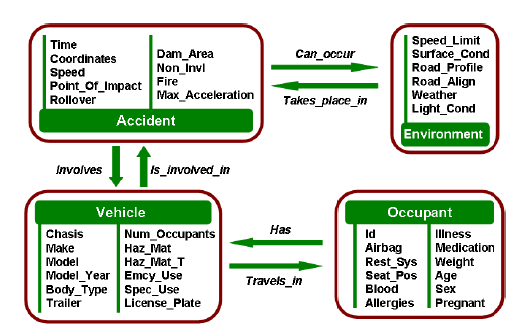 Time
Coordinates
Speed
Point_Of_Impact
Rollover
Dam_Area
Non_Invl
Fire
Max_Acceleration
Accident
Can_occur
Takes_place_in
Speed_Limit
Surface_Cond
Road_Profile
Road_Align
Weather
Light_Cond
Environment
Involves
Is_involved_in
Vehicle
Chasis
Make
Model
Model_Year
Body_Type
Trailer
Num_Occupants
Haz_Mat
Haz_Mat_T
Emcy_Use
Spec_Use
License_Plate
Has
Travels_in
Occupant
Id
Airbag
Rest_Sys
Seat_Pos
Blood
Allergies
Illness
Medication
Weight
Age
Sex
Pregnant